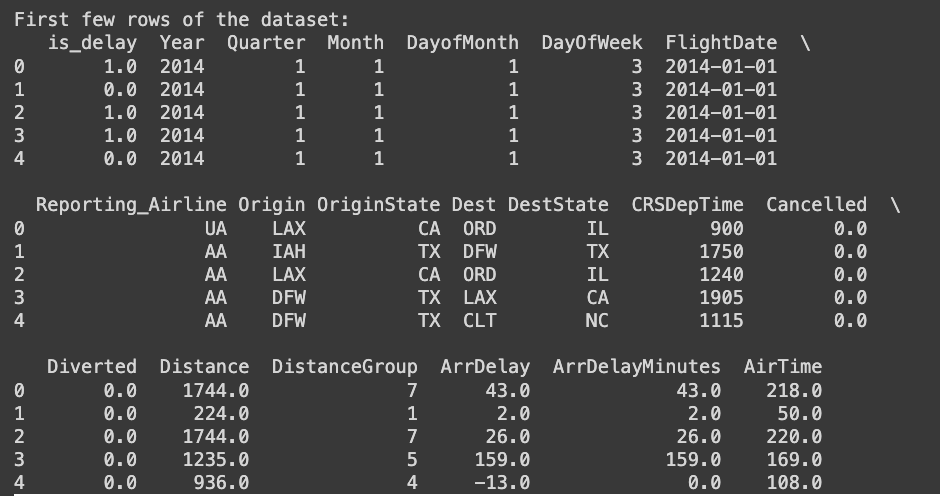 First few rows of the dataset:
   is_delay  Year  Quarter  Month  DayofMonth  DayOfWeek  FlightDate  \
0       1.0  2014        1      1           1          3  2014-01-01
1       0.0  2014        1      1           1          3  2014-01-01
2       1.0  2014        1      1           1          3  2014-01-01
3       1.0  2014        1      1           1          3  2014-01-01
4       0.0  2014        1      1           1          3  2014-01-01
  Reporting_Airline Origin OriginState Dest DestState  CRSDepTime  Cancelled  \
0                UA    LAX          CA  ORD        IL         900        0.0
1                AA    IAH          TX  DFW        TX        1750        0.0
2                AA    LAX          CA  ORD        IL        1240        0.0
3                AA    DFW          TX  LAX        CA        1905        0.0
4                AA    DFW          TX  CLT        NC        1115        0.0
   Diverted  Distance  DistanceGroup  ArrDelay  ArrDelayMinutes  AirTime
0       0.0    1744.0              7      43.0             43.0    218.0
1       0.0     224.0              1       2.0              2.0     50.0
2       0.0    1744.0              7      26.0             26.0    220.0
3       0.0    1235.0              5     159.0            159.0    169.0
4       0.0     936.0              4     -13.0              0.0    108.0